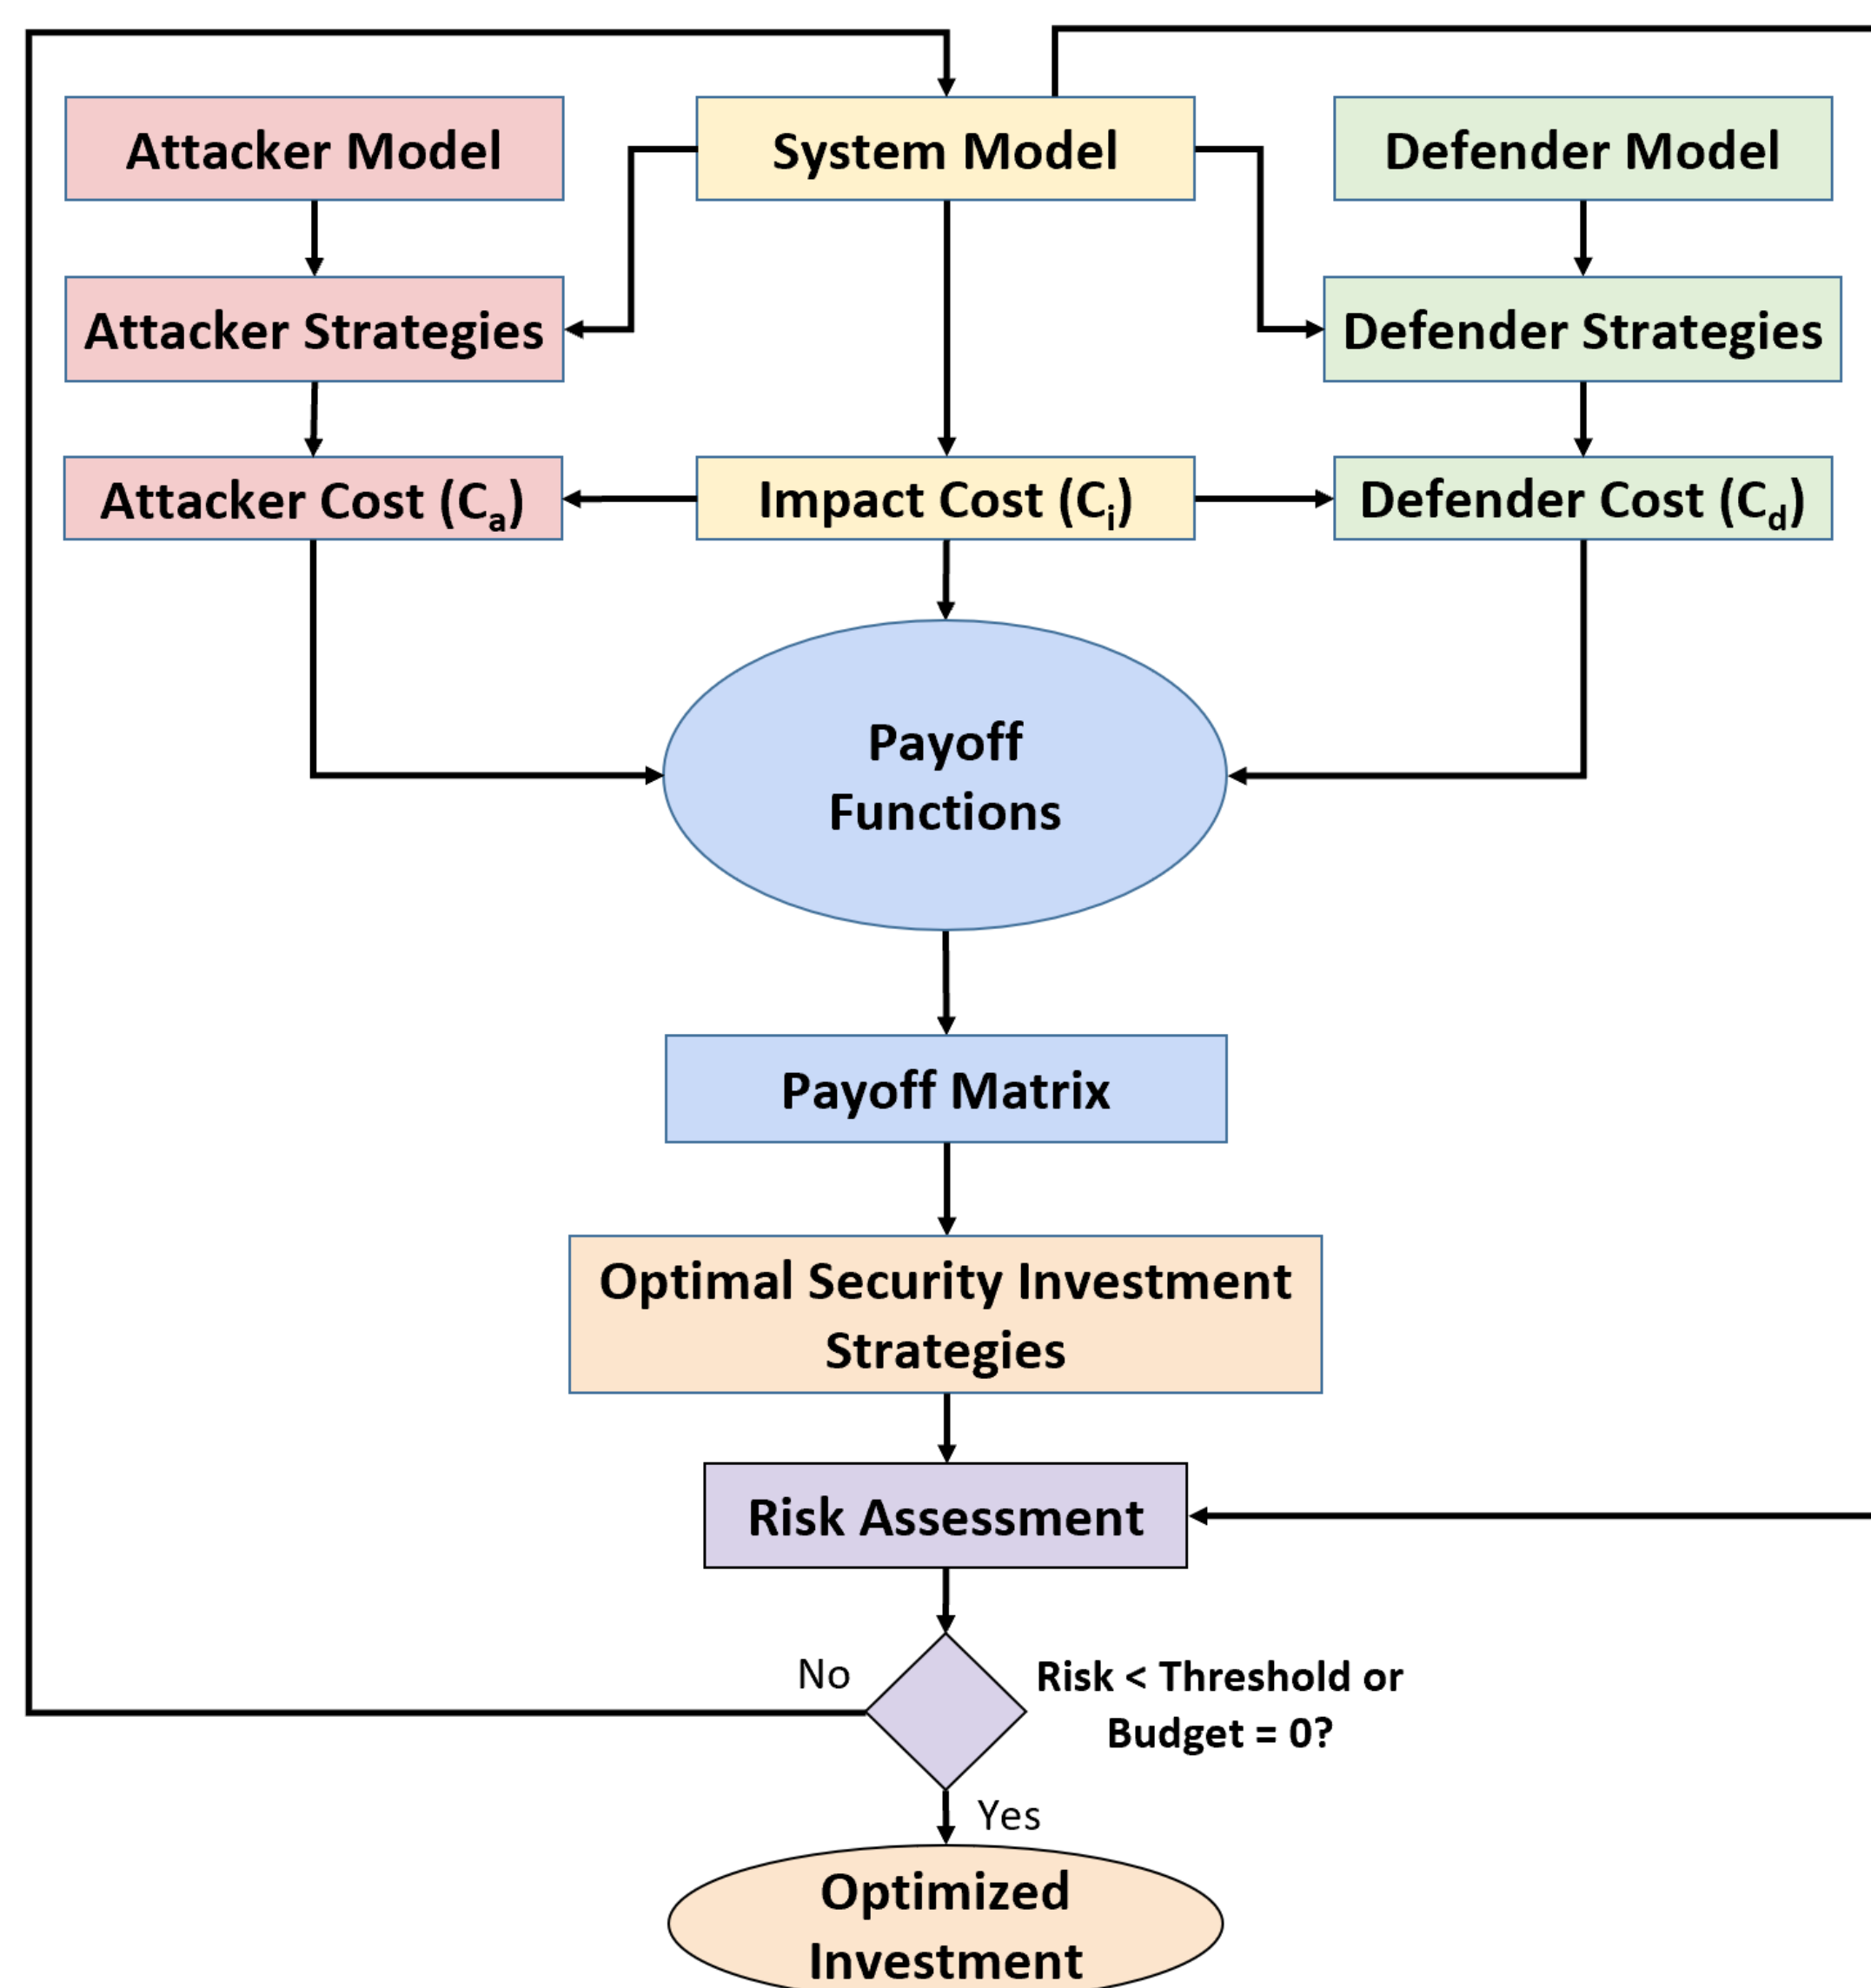 Attacker Model
System Model
Defender Model
Attacker Strategies
Defender Strategies
Attacker Cost (Cₐ)
Impact Cost (Cᵢ)
Defender Cost (C_d)
Payoff
Functions
Payoff Matrix
Optimal Security Investment
Strategies
Risk Assessment
No
Risk < Threshold or
Budget = 0?
Yes
Optimized
Investment